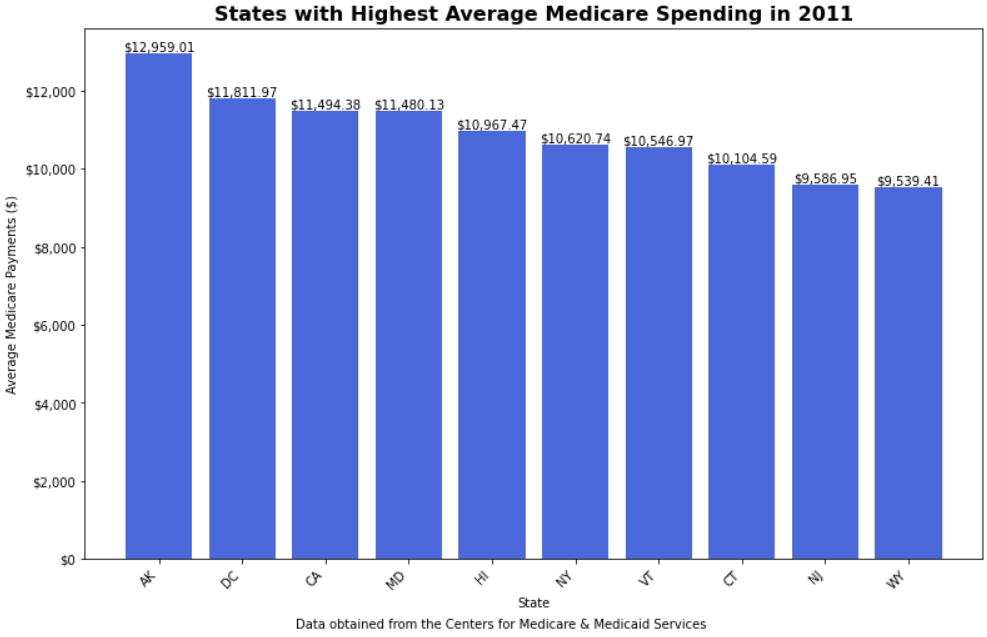 States with Highest Average Medicare Spending in 2011
Average Medicare Payments ($)
$12,000
$10,000
$8,000
$6,000
$4,000
$2,000
$0
$12,959.01
$11,811.97
$11,494.38
$11,480.13
$10,967.47
$10,620.74
$10,546.97
$10,104.59
$9,586.95
$9,539.41
AK
DC
CA
MD
HI
NY
VT
CT
NJ
WY
State
Data obtained from the Centers for Medicare & Medicaid Services